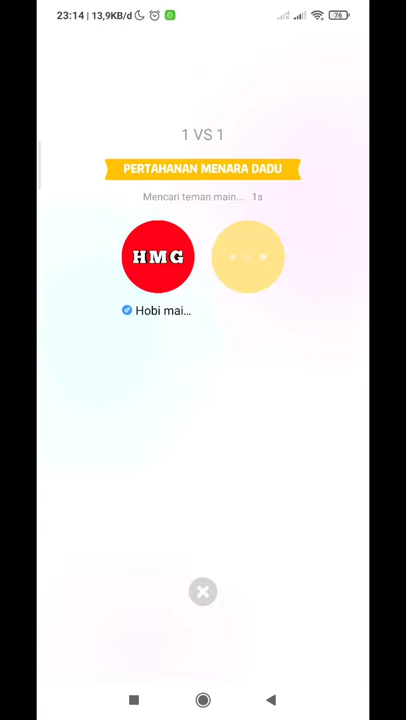 23:14 | 13,9KB/d
76
1 VS 1
PERTAHANAN MENARA DADU
Mencari teman main... 1s
HMG
Hobi mai...